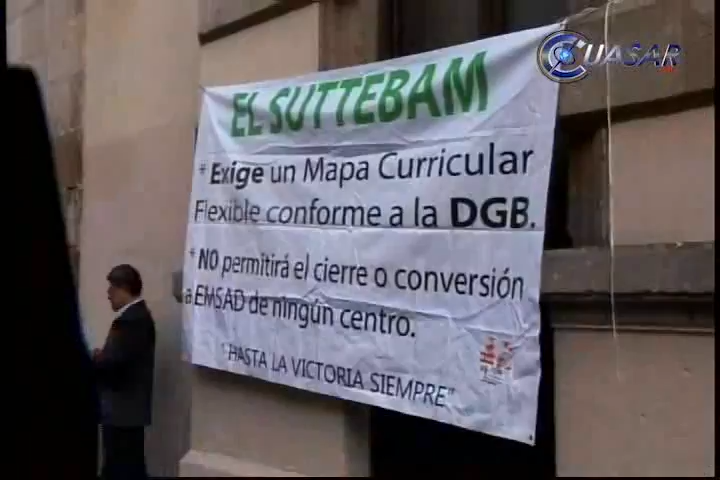 CUASAR
EL SUTTEBAM
* Exige un Mapa Curricular
Flexible conforme a la DGB.
* NO permitirá el cierre o conversión
a EMSAD de ningún centro.
"HASTA LA VICTORIA SIEMPRE"